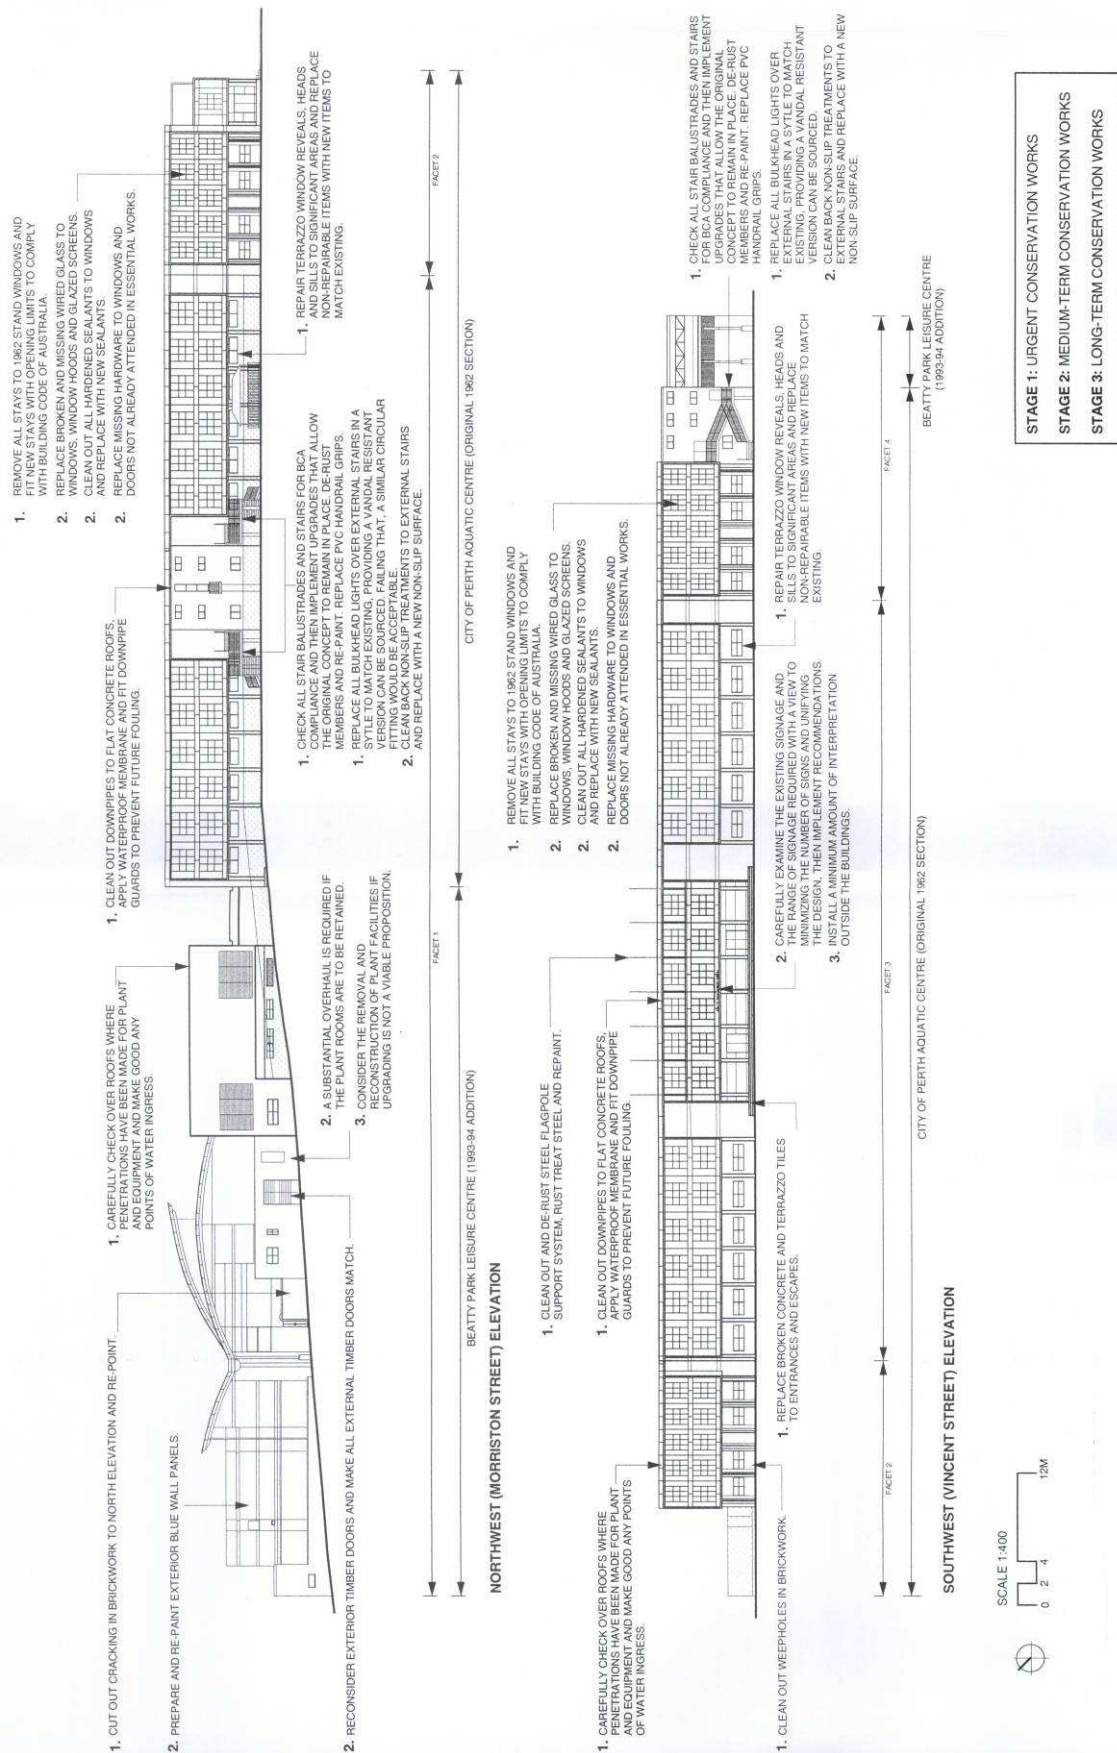 1. CUT OUT CRACKING IN BRICKWORK TO NORTH ELEVATION AND RE-POINT.
2. PREPARE AND RE-PAINT EXTERIOR BLUE WALL PANELS.
1. CAREFULLY CHECK OVER ROOFS WHERE
PENETRATIONS HAVE BEEN MADE FOR PLANT
AND EQUIPMENT AND MAKE GOOD ANY
POINTS OF WATER INGRESS.
1. CLEAN OUT DOWNPIPES TO FLAT CONCRETE ROOFS,
APPLY WATERPROOF MEMBRANE AND FIT DOWNPIPE
GUARDS TO PREVENT FUTURE FOULING.
1. REMOVE ALL STAYS TO 1962 STAND WINDOWS AND
FIT NEW STAYS WITH OPENING LIMITS TO COMPLY
WITH BUILDING CODE OF AUSTRALIA.
2. REPLACE BROKEN AND MISSING WIRED GLASS TO
WINDOWS, WINDOW HOODS AND GLAZED SCREENS.
2. CLEAN OUT ALL HARDENED SEALANTS TO WINDOWS
AND REPLACE WITH NEW SEALANTS.
2. REPLACE MISSING HARDWARE TO WINDOWS AND
DOORS NOT ALREADY ATTENDED IN ESSENTIAL WORKS.
2. RECONSIDER EXTERIOR TIMBER DOORS AND MAKE ALL EXTERNAL TIMBER DOORS MATCH.
2. A SUBSTANTIAL OVERHAUL IS REQUIRED IF
THE PLANT ROOMS ARE TO BE RETAINED.
3. CONSIDER THE REMOVAL AND
RECONSTRUCTION OF PLANT FACILITIES IF
UPGRADING IS NOT A VIABLE PROPOSITION.
1. CHECK ALL STAIR BALUSTRADES AND STAIRS FOR BCA
COMPLIANCE AND THEN IMPLEMENT UPGRADES THAT ALLOW
THE ORIGINAL CONCEPT TO REMAIN IN PLACE. DE-RUST
MEMBERS AND RE-PAINT. REPLACE PVC HANDRAIL GRIPS.
1. REPLACE ALL BULKHEAD LIGHTS OVER EXTERNAL STAIRS IN A
SYTLE TO MATCH EXISTING, PROVIDING A VANDAL RESISTANT
VERSION CAN BE SOURCED. FAILING THAT, A SIMILAR CIRCULAR
FITTING WOULD BE ACCEPTABLE.
2. CLEAN BACK NON-SLIP TREATMENTS TO EXTERNAL STAIRS
AND REPLACE WITH A NEW NON-SLIP SURFACE.
1. REPAIR TERRAZZO WINDOW REVEALS, HEADS
AND SILLS TO SIGNIFICANT AREAS AND REPLACE
NON-REPAIRABLE ITEMS WITH NEW ITEMS TO
MATCH EXISTING.
FACET 1
FACET 2
BEATTY PARK LEISURE CENTRE (1993-94 ADDITION)
CITY OF PERTH AQUATIC CENTRE (ORIGINAL 1962 SECTION)
NORTHWEST (MORRISTON STREET) ELEVATION
1. CAREFULLY CHECK OVER ROOFS WHERE
PENETRATIONS HAVE BEEN MADE FOR PLANT
AND EQUIPMENT AND MAKE GOOD ANY POINTS
OF WATER INGRESS.
1. CLEAN OUT AND DE-RUST STEEL FLAGPOLE
SUPPORT SYSTEM, RUST TREAT STEEL AND REPAINT.
1. CLEAN OUT DOWNPIPES TO FLAT CONCRETE ROOFS,
APPLY WATERPROOF MEMBRANE AND FIT DOWNPIPE
GUARDS TO PREVENT FUTURE FOULING.
1. REMOVE ALL STAYS TO 1962 STAND WINDOWS AND
FIT NEW STAYS WITH OPENING LIMITS TO COMPLY
WITH BUILDING CODE OF AUSTRALIA.
2. REPLACE BROKEN AND MISSING WIRED GLASS TO
WINDOWS, WINDOW HOODS AND GLAZED SCREENS.
2. CLEAN OUT ALL HARDENED SEALANTS TO WINDOWS
AND REPLACE WITH NEW SEALANTS.
2. REPLACE MISSING HARDWARE TO WINDOWS AND
DOORS NOT ALREADY ATTENDED IN ESSENTIAL WORKS.
1. CHECK ALL STAIR BALUSTRADES AND STAIRS
FOR BCA COMPLIANCE AND THEN IMPLEMENT
UPGRADES THAT ALLOW THE ORIGINAL
CONCEPT TO REMAIN IN PLACE. DE-RUST
MEMBERS AND RE-PAINT. REPLACE PVC
HANDRAIL GRIPS.
1. REPLACE ALL BULKHEAD LIGHTS OVER
EXTERNAL STAIRS IN A SYTLE TO MATCH
EXISTING, PROVIDING A VANDAL RESISTANT
VERSION CAN BE SOURCED.
2. CLEAN BACK NON-SLIP TREATMENTS TO
EXTERNAL STAIRS AND REPLACE WITH A NEW
NON-SLIP SURFACE.
1. CLEAN OUT WEEPHOLES IN BRICKWORK.
1. REPLACE BROKEN CONCRETE AND TERRAZZO TILES
TO ENTRANCES AND ESCAPES.
2. CAREFULLY EXAMINE THE EXISTING SIGNAGE AND
THE RANGE OF SIGNAGE REQUIRED WITH A VIEW TO
MINIMIZING THE NUMBER OF SIGNS AND UNIFYING
THE DESIGN, THEN IMPLEMENT RECOMMENDATIONS.
3. INSTALL A MINIMUM AMOUNT OF INTERPRETATION
OUTSIDE THE BUILDINGS.
1. REPAIR TERRAZZO WINDOW REVEALS, HEADS AND
SILLS TO SIGNIFICANT AREAS AND REPLACE
NON-REPAIRABLE ITEMS WITH NEW ITEMS TO MATCH
EXISTING.
FACET 2
FACET 3
FACET 4
CITY OF PERTH AQUATIC CENTRE (ORIGINAL 1962 SECTION)
BEATTY PARK LEISURE CENTRE
(1993-94 ADDITION)
SOUTHWEST (VINCENT STREET) ELEVATION
SCALE 1:400
0 2 4 12M
STAGE 1: URGENT CONSERVATION WORKS
STAGE 2: MEDIUM-TERM CONSERVATION WORKS
STAGE 3: LONG-TERM CONSERVATION WORKS